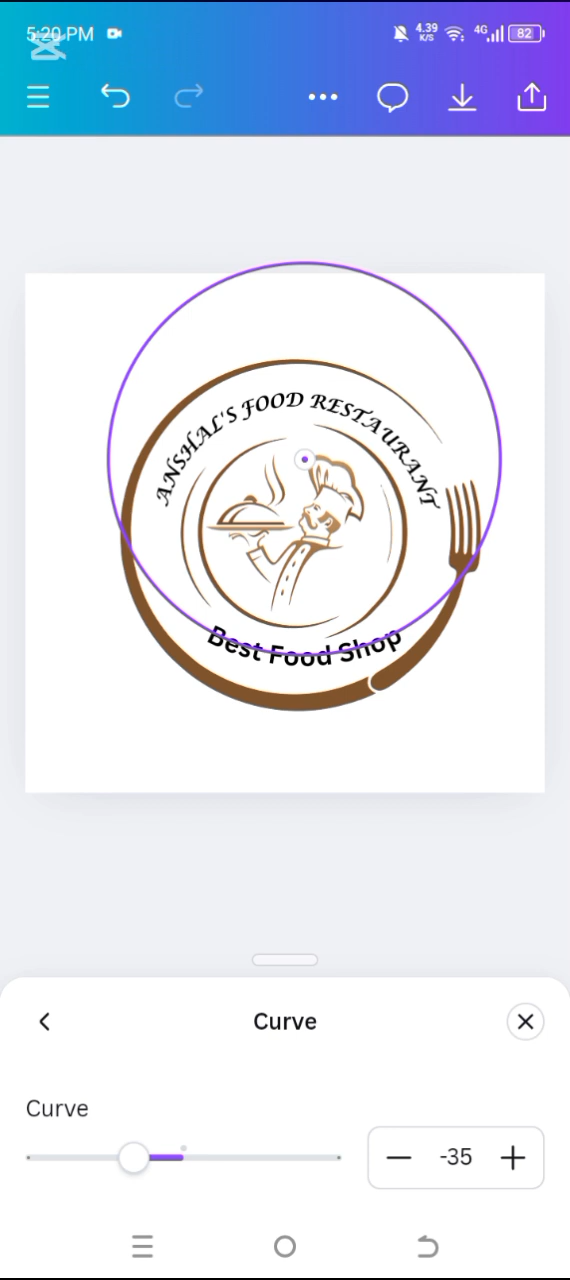 5:20 PM
4.39 K/S 4G 82
ANSHAL'S FOOD RESTAURANT
Best Food Shop
Curve
Curve
-35